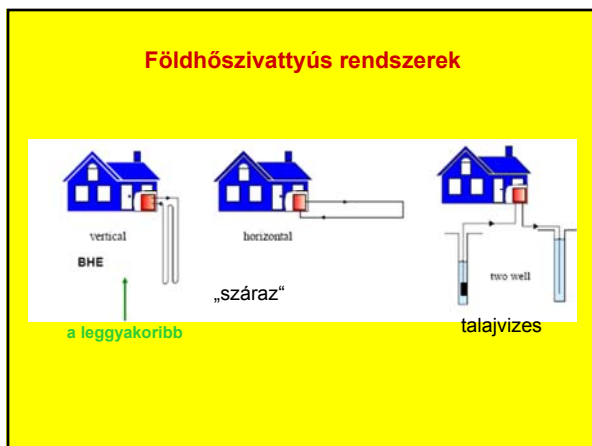 Földhőszivattyús rendszerek
vertical
horizontal
BHE
two well
„száraz“
talajvizes
a leggyakoribb